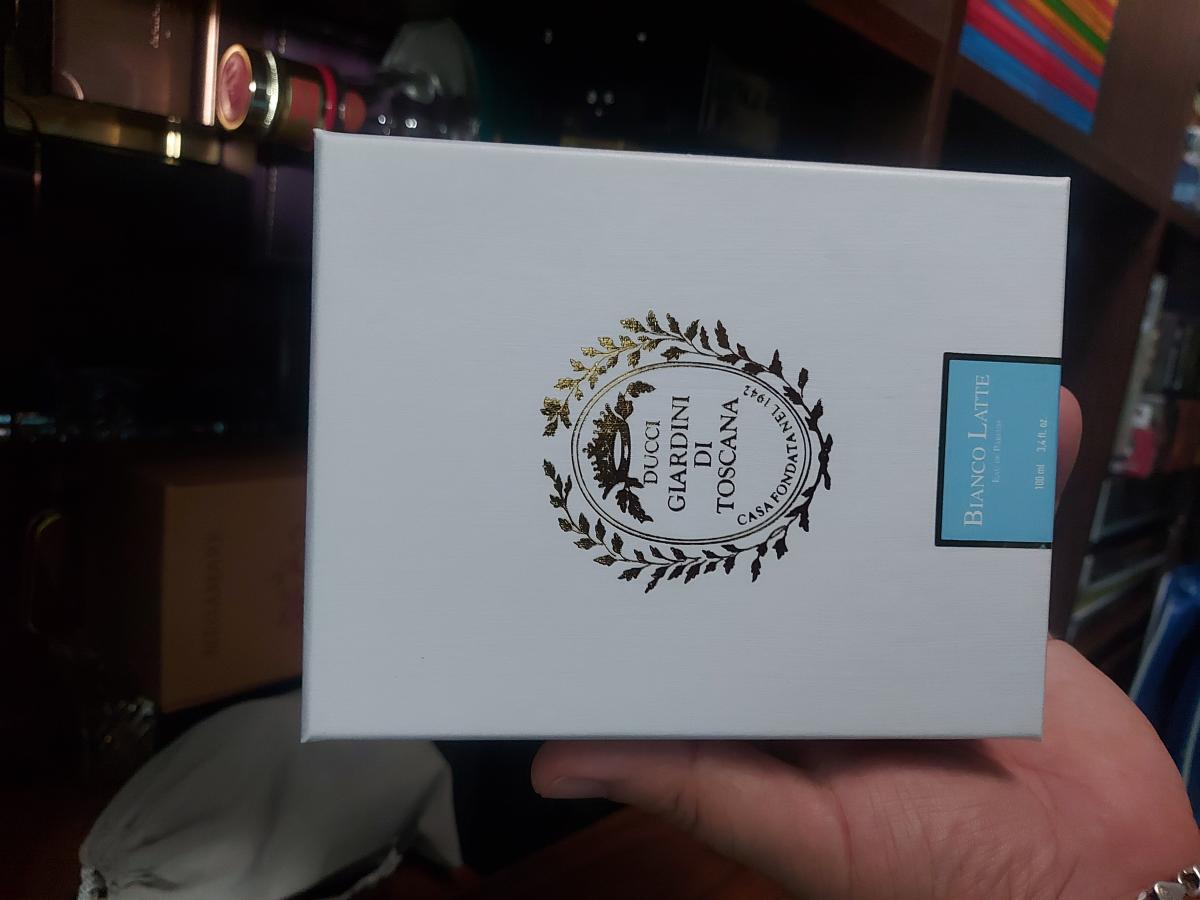 DUCCI
GIARDINI
DI
TOSCANA
CASA FONDATA NEL 1942
BIANCO LATTE
EAU DE PARFUM
100 ml 3,4 fl. oz.